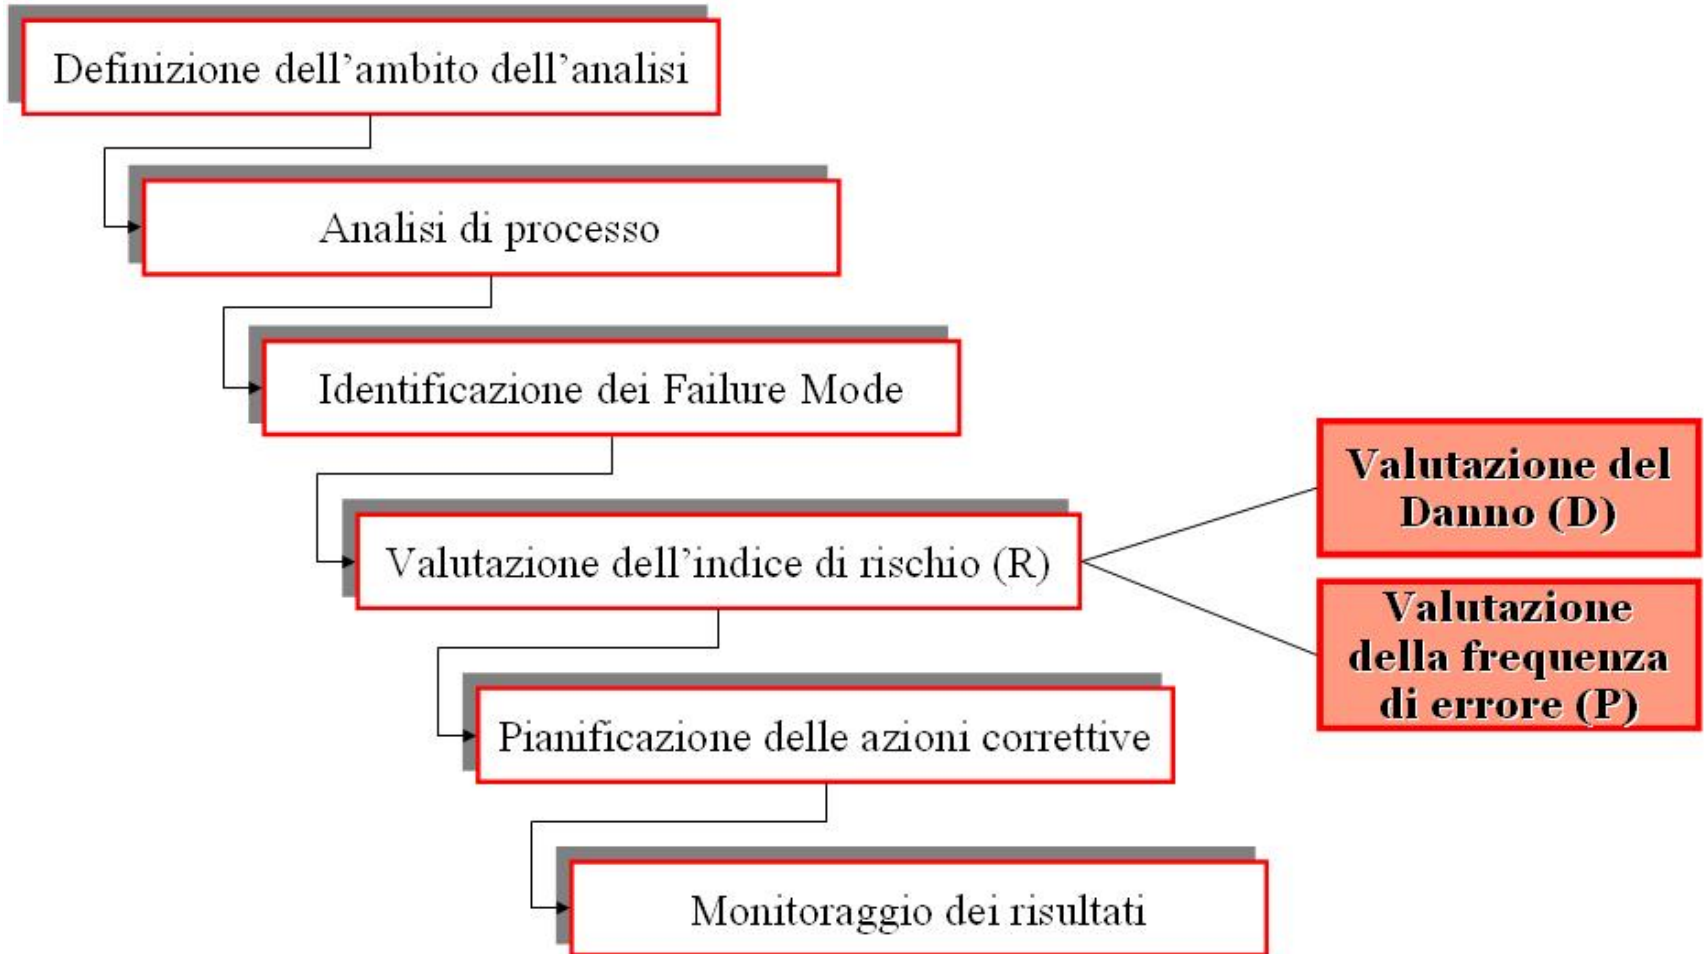 Definizione dell’ambito dell’analisi
Analisi di processo
Identificazione dei Failure Mode
Valutazione dell’indice di rischio (R)
Valutazione del
Danno (D)
Valutazione
della frequenza
di errore (P)
Pianificazione delle azioni correttive
Monitoraggio dei risultati